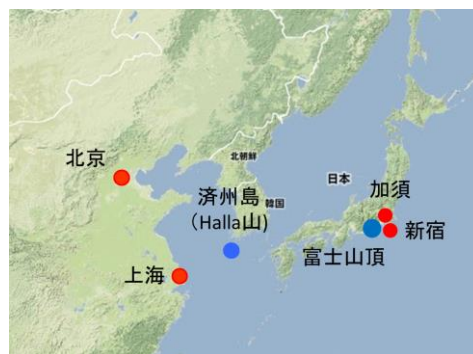 北京
北朝鮮
済州島
(Halla山)
韓国
日本
加須
新宿
富士山頂
上海